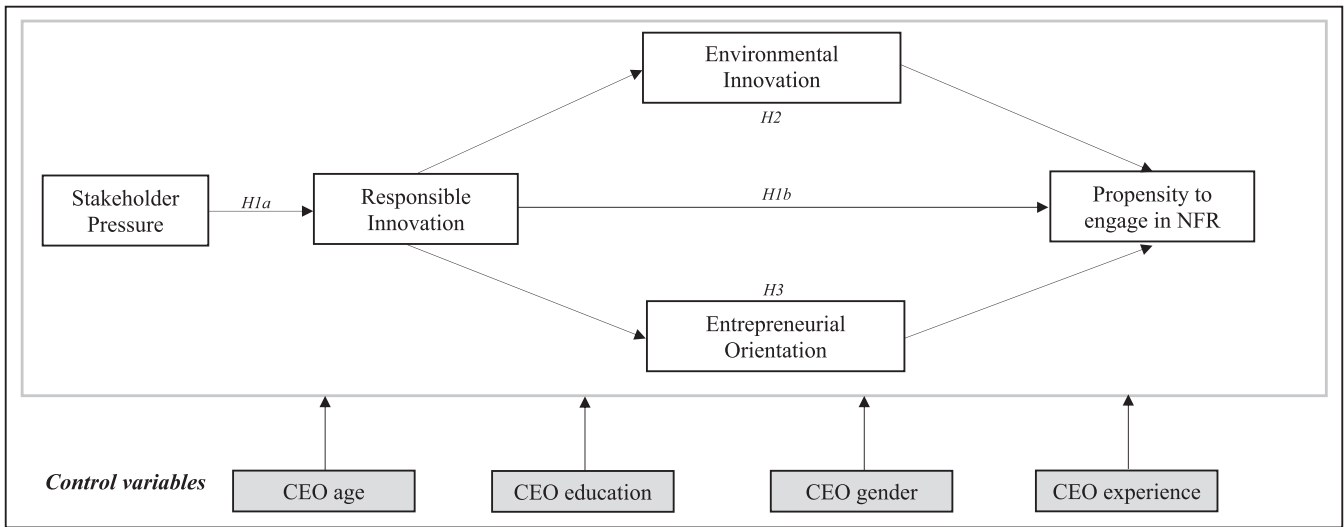 Environmental
Innovation
H2
Stakeholder
Pressure
H1a
Responsible
Innovation
H1b
Propensity to
engage in NFR
H3
Entrepreneurial
Orientation
Control variables
CEO age
CEO education
CEO gender
CEO experience